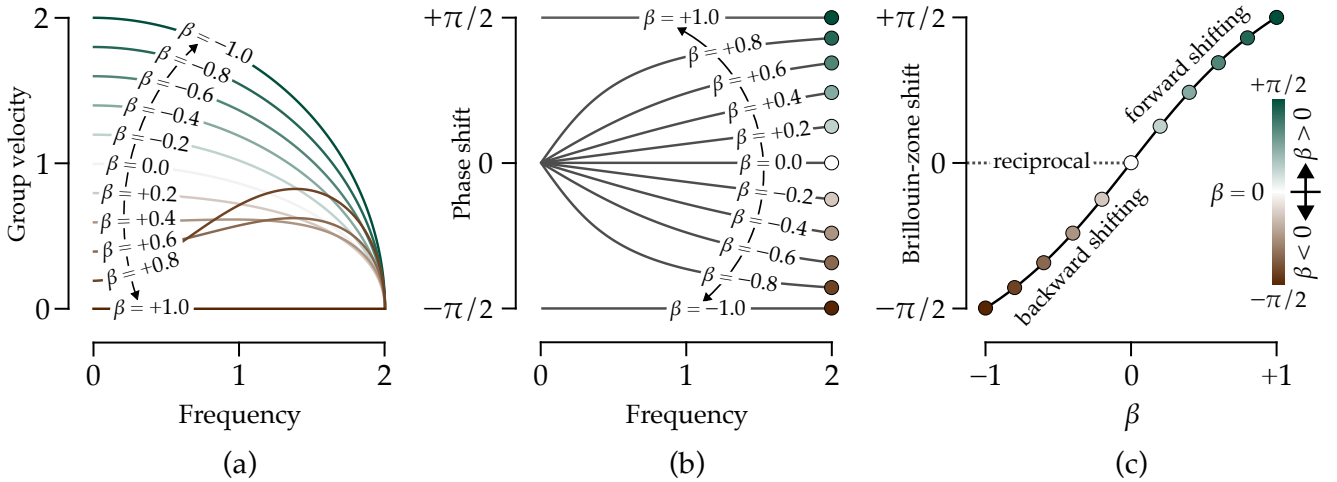 Group velocity
2
1
0
β = −1.0
β = −0.8
β = −0.6
β = −0.4
β = −0.2
β = 0.0
β = +0.2
β = +0.4
β = +0.6
β = +0.8
β = +1.0
0
1
2
Frequency
(a)
Phase shift
+π/2
0
−π/2
β = +1.0
β = +0.8
β = +0.6
β = +0.4
β = +0.2
β = 0.0
β = −0.2
β = −0.4
β = −0.6
β = −0.8
β = −1.0
0
1
2
Frequency
(b)
Brillouin-zone shift
+π/2
0
−π/2
forward shifting
reciprocal
backward shifting
+π/2
β = 0
−π/2
β < 0
β > 0
−1
0
+1
β
(c)